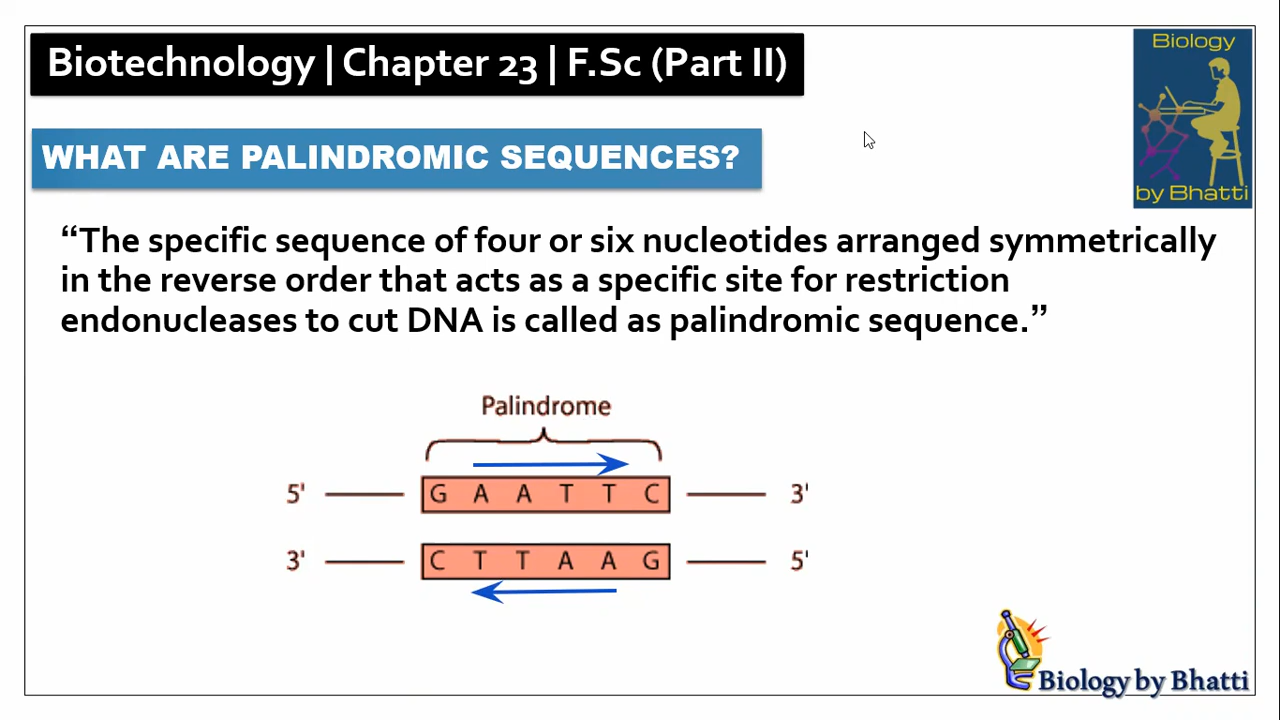 Biotechnology | Chapter 23 | F.Sc (Part II)
Biology
by Bhatti
WHAT ARE PALINDROMIC SEQUENCES?
“The specific sequence of four or six nucleotides arranged symmetrically
in the reverse order that acts as a specific site for restriction
endonucleases to cut DNA is called as palindromic sequence.”
Palindrome
5' G A A T T C 3'
3' C T T A A G 5'
Biology by Bhatti